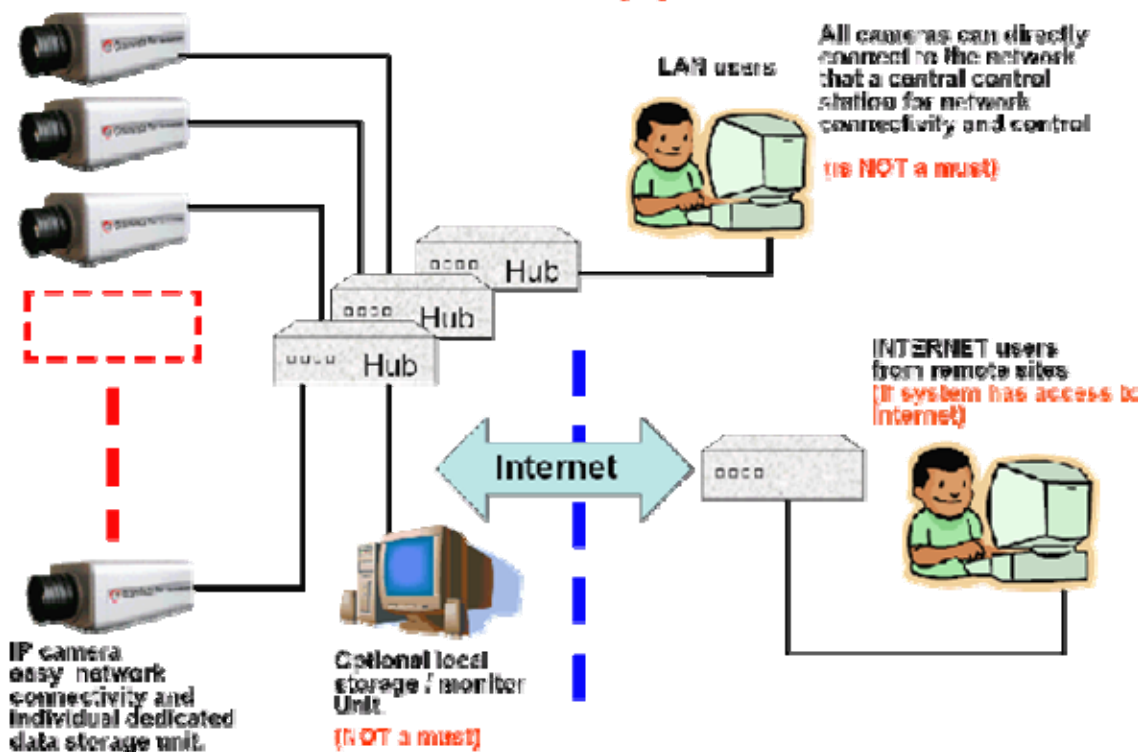 LAN users
All cameras can directly
connect to the network
that a central control
station for network
connectivity and control
(is NOT a must)
Hub
Hub
Hub
INTERNET users
from remote sites
(If system has access to
Internet)
Internet
IP camera
easy network
connectivity and
individual dedicated
data storage unit.
Optional local
storage / moniter
Unit
(NOT a must)